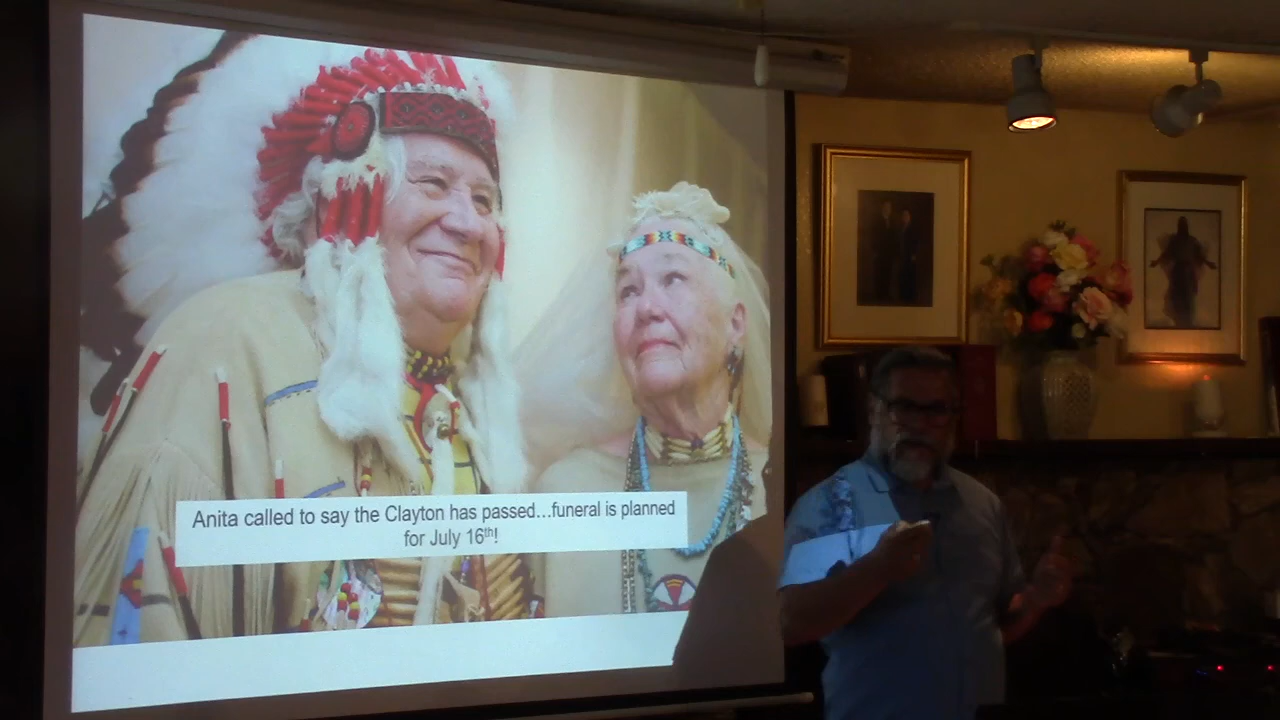 Anita called to say the Clayton has passed...funeral is planned
for July 16th!